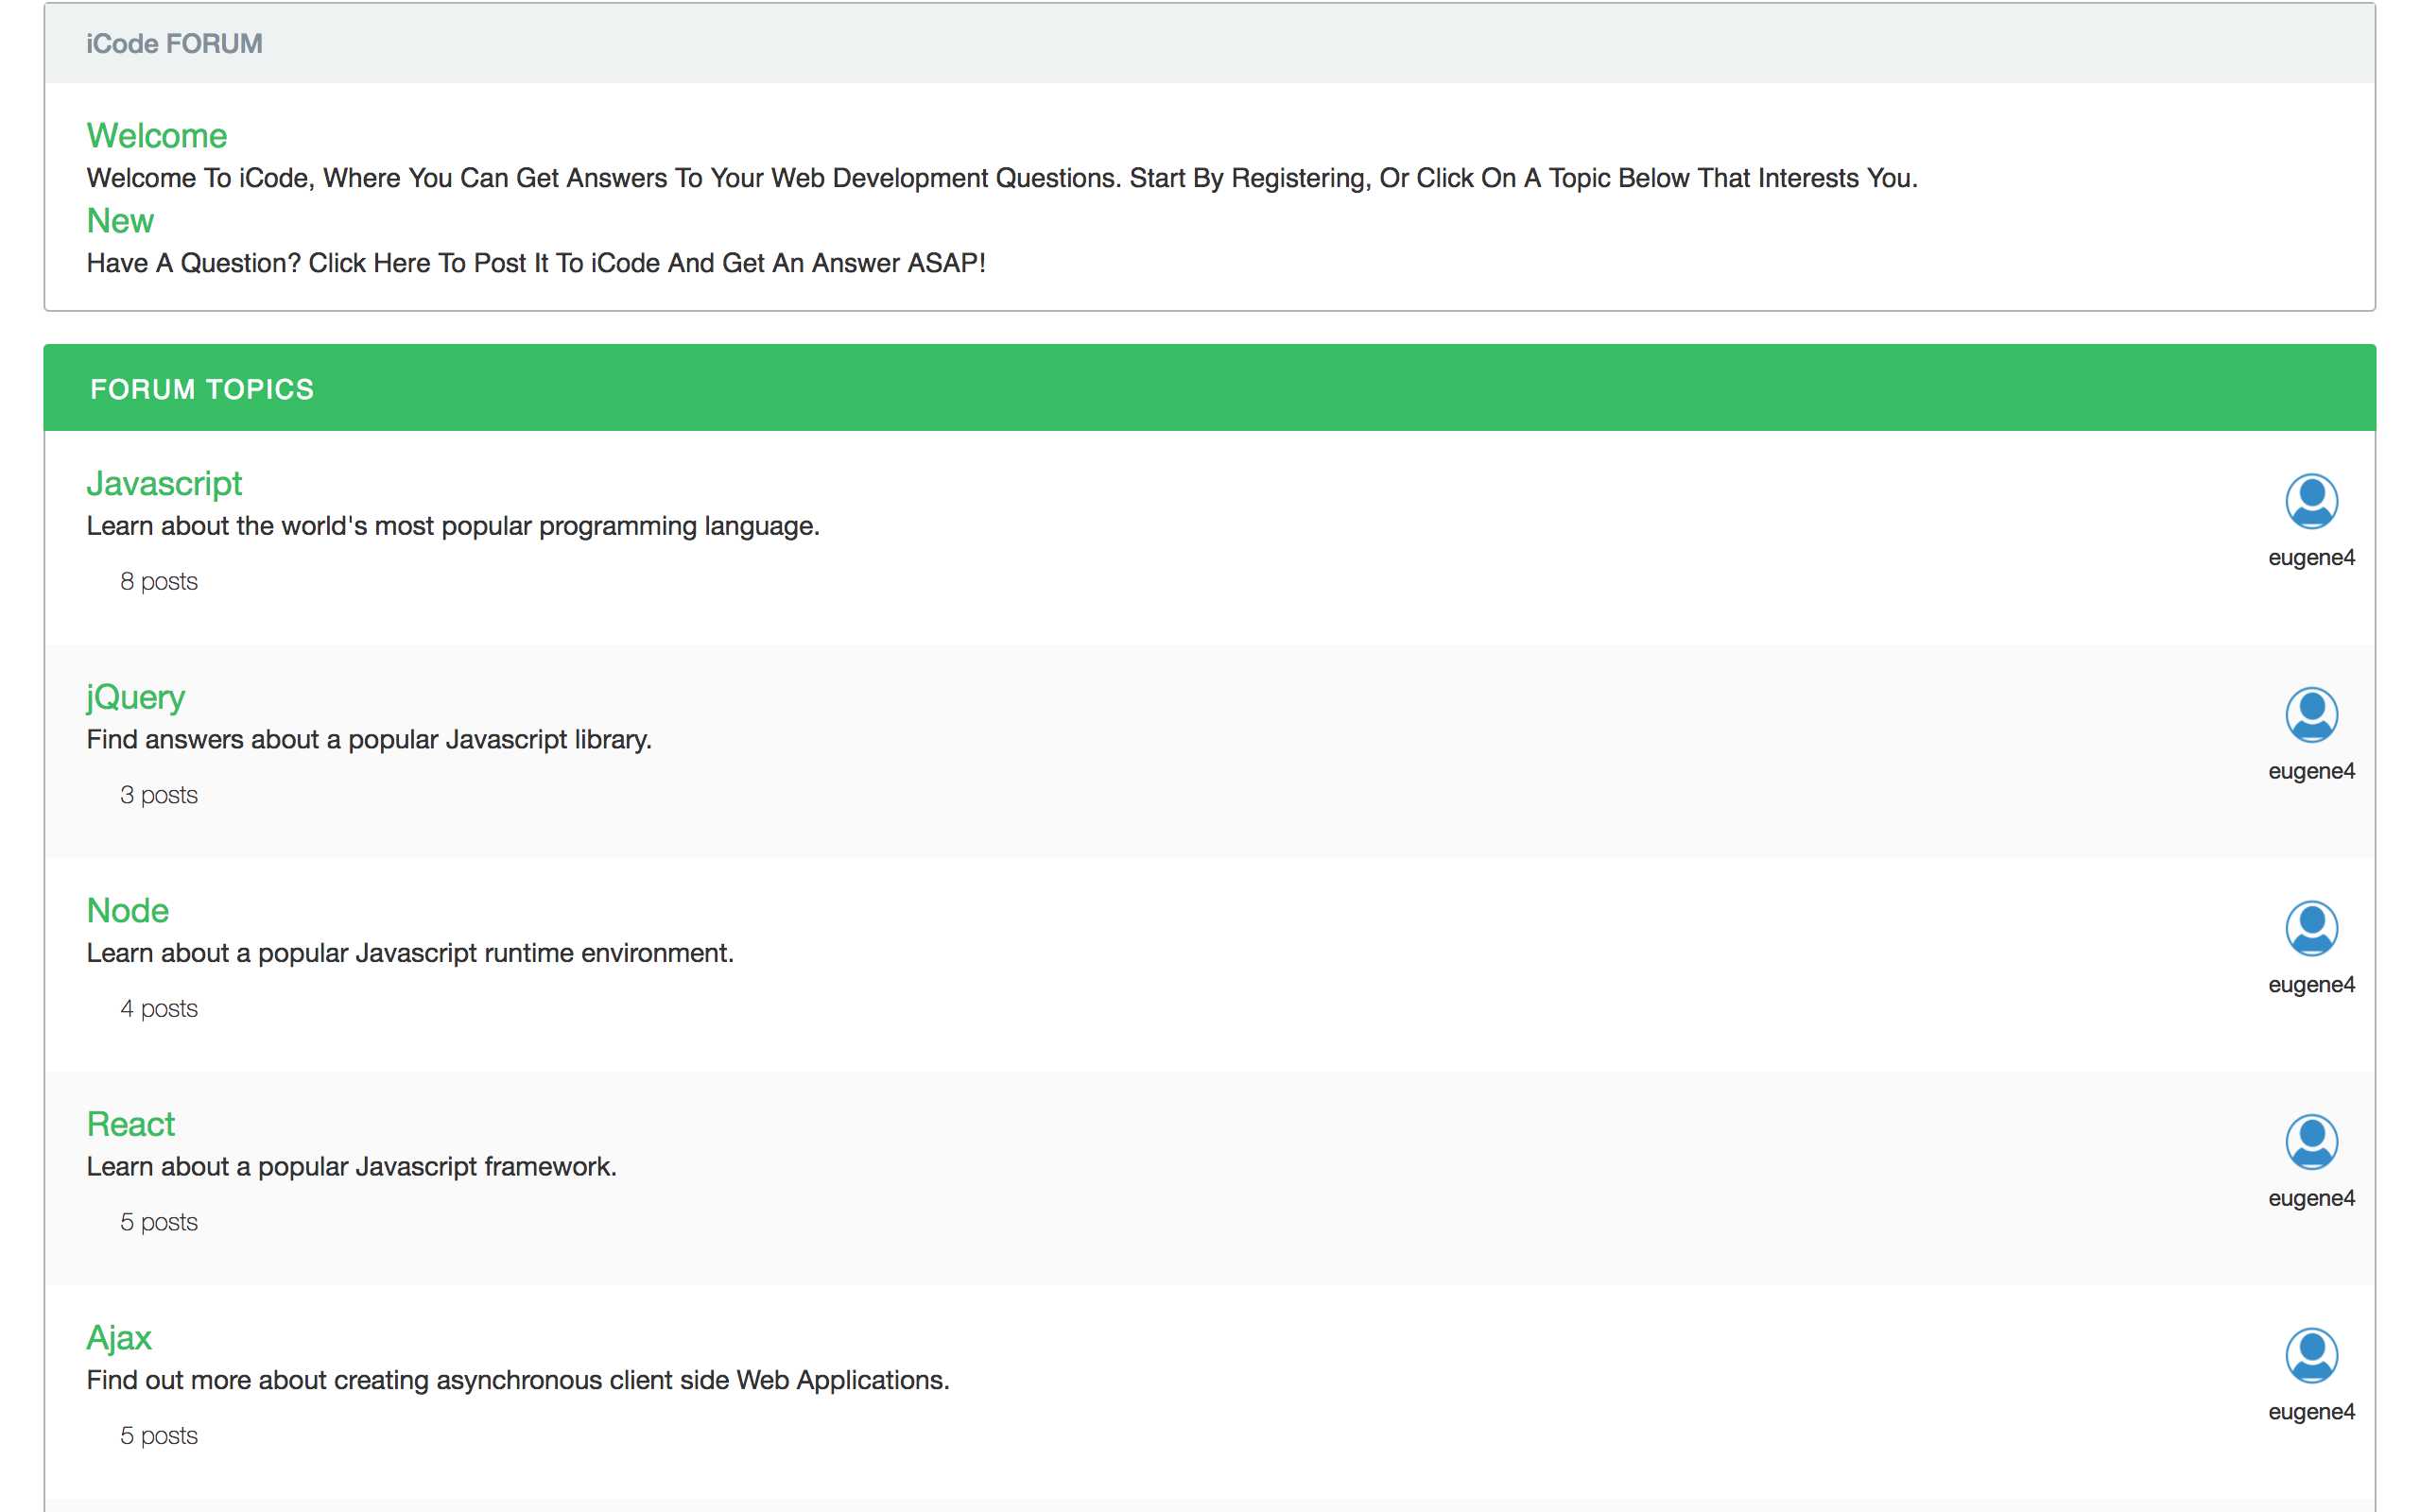 iCode FORUM
Welcome
Welcome To iCode, Where You Can Get Answers To Your Web Development Questions. Start By Registering, Or Click On A Topic Below That Interests You.
New
Have A Question? Click Here To Post It To iCode And Get An Answer ASAP!
FORUM TOPICS
Javascript
Learn about the world's most popular programming language.
eugene4
8 posts
jQuery
Find answers about a popular Javascript library.
eugene4
3 posts
Node
Learn about a popular Javascript runtime environment.
eugene4
4 posts
React
Learn about a popular Javascript framework.
eugene4
5 posts
Ajax
Find out more about creating asynchronous client side Web Applications.
eugene4
5 posts